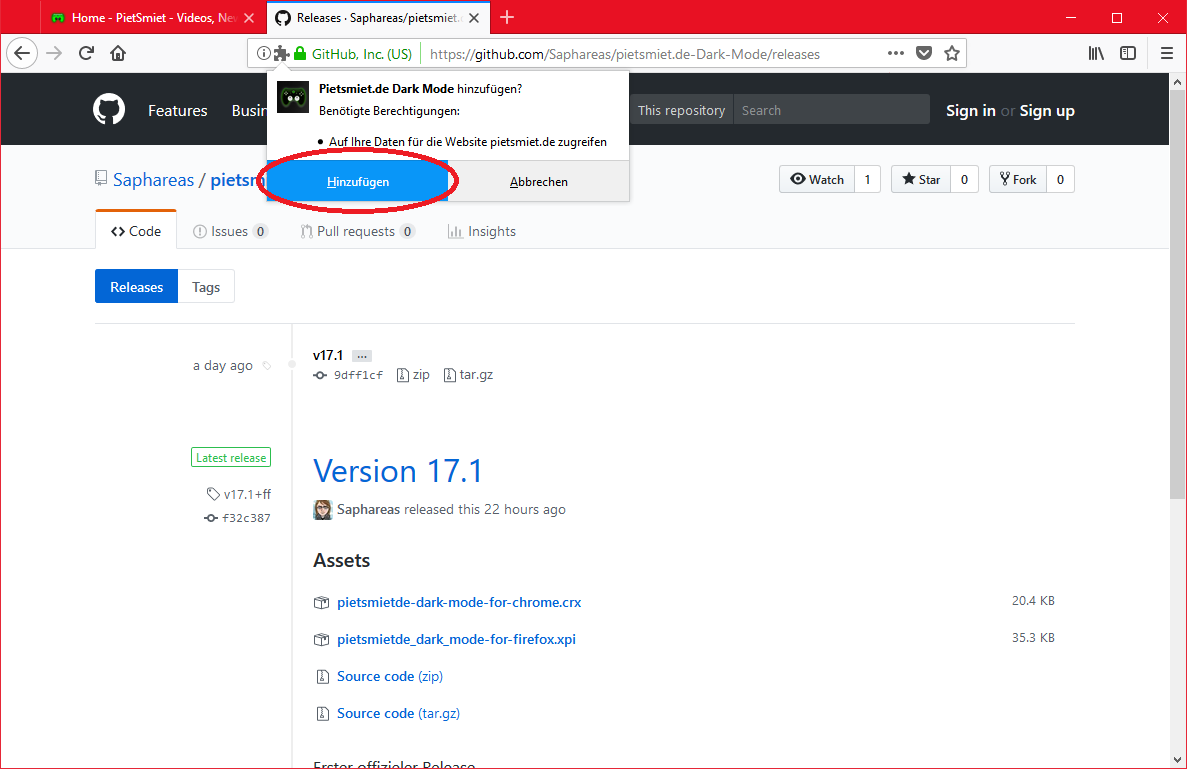 Home - PietSmiet - Videos, New
Releases · Saphareas/pietsmiet.d
GitHub, Inc. (US)
https://github.com/Saphareas/pietsmiet.de-Dark-Mode/releases
Pietsmiet.de Dark Mode hinzufügen?
Benötigte Berechtigungen:
• Auf Ihre Daten für die Website pietsmiet.de zugreifen
Hinzufügen
Abbrechen
Features
Busin
This repository
Search
Sign in or Sign up
Saphareas / pietsm
Watch 1
Star 0
Fork 0
<> Code
Issues 0
Pull requests 0
Insights
Releases
Tags
a day ago
v17.1 ...
9dff1cf
zip
tar.gz
Latest release
v17.1+ff
f32c387
Version 17.1
Saphareas released this 22 hours ago
Assets
pietsmietde-dark-mode-for-chrome.crx
20.4 KB
pietsmietde_dark_mode-for-firefox.xpi
35.3 KB
Source code (zip)
Source code (tar.gz)
Erster offizieller Release